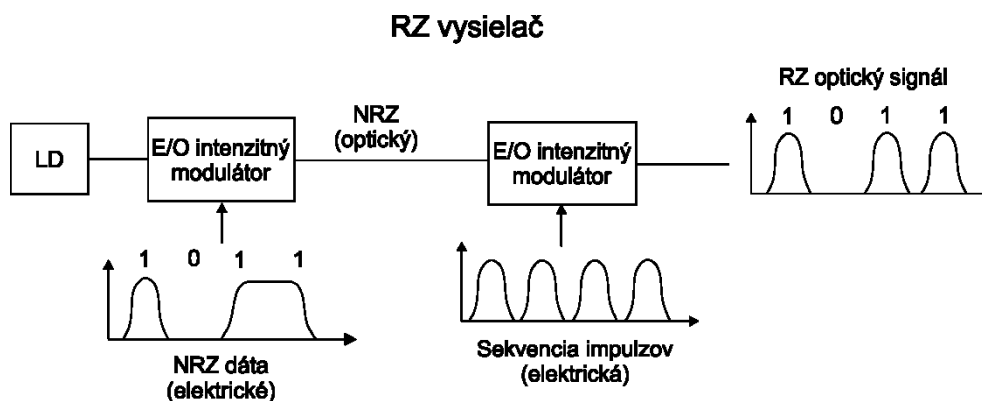 RZ vysielač
RZ optický signál
1 0 1 1
NRZ
(optický)
LD
E/O intenzitný
modulátor
E/O intenzitný
modulátor
1 0 1 1
NRZ dáta
(elektrické)
Sekvencia impulzov
(elektrická)